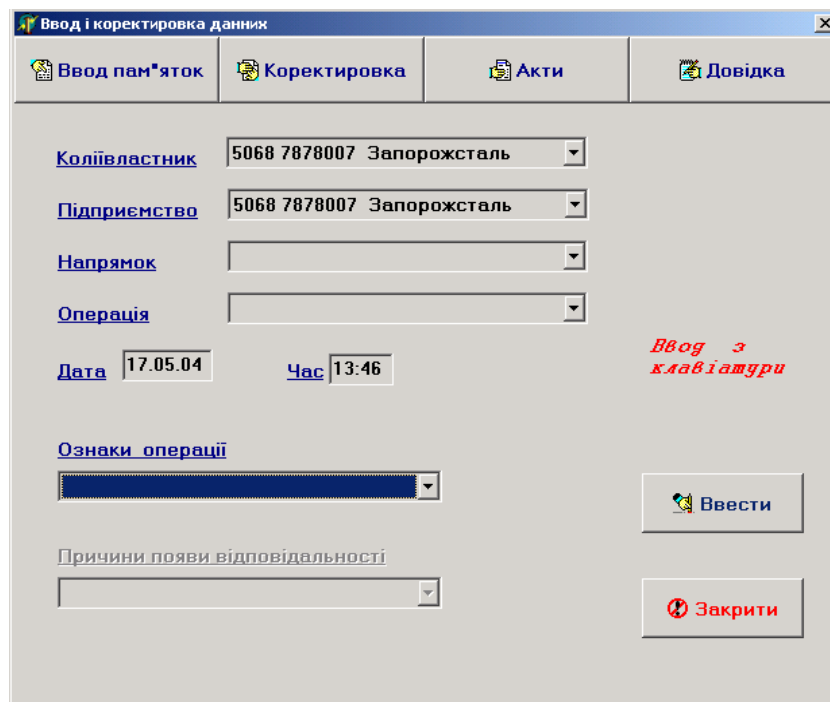 Ввод і коректировка данних
Ввод пам"яток Коректировка Акти Довідка
Коліївластник 5068 7878007 Запорожсталь
Підприємство 5068 7878007 Запорожсталь
Напрямок
Операція
Ввод з
клавіатури
Дата 17.05.04 Час 13:46
Ознаки операції
Ввести
Причини появи відповідальності
Закрити